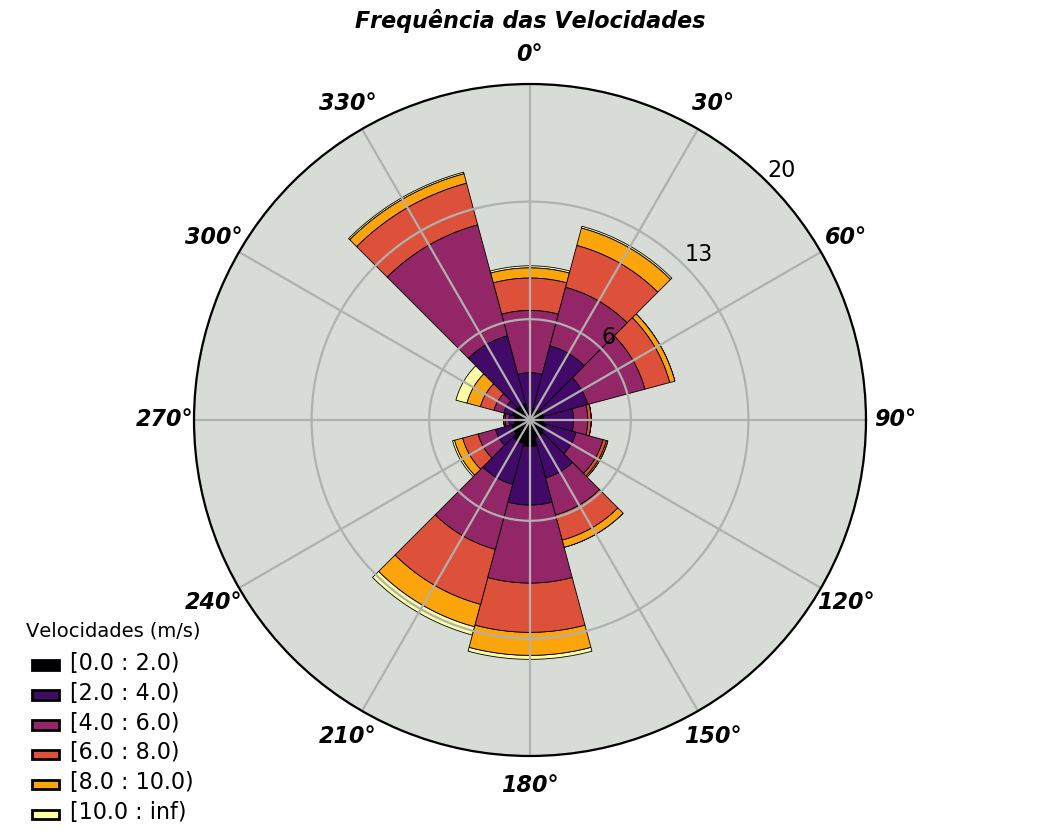 Frequência das Velocidades
0°
330°
30°
20
300°
60°
13
6
270°
90°
240°
120°
210°
150°
180°
Velocidades (m/s)
[0.0 : 2.0)
[2.0 : 4.0)
[4.0 : 6.0)
[6.0 : 8.0)
[8.0 : 10.0)
[10.0 : inf)